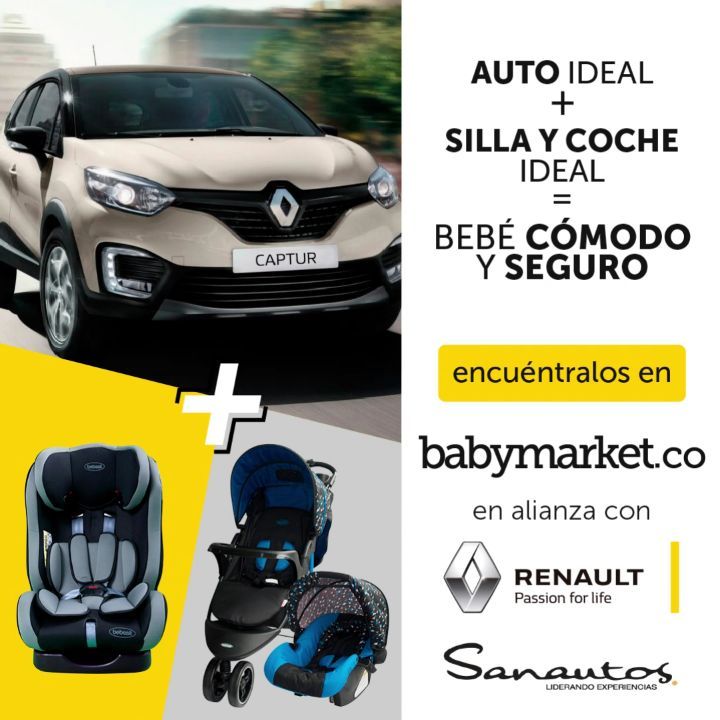 AUTO IDEAL
+
SILLA Y COCHE
IDEAL
=
BEBÉ CÓMODO
Y SEGURO
CAPTUR
encuéntralos en
babymarket.co
en alianza con
RENAULT
Passion for life
Sanautos.
LIDERANDO EXPERIENCIAS
bebesit
bebesit